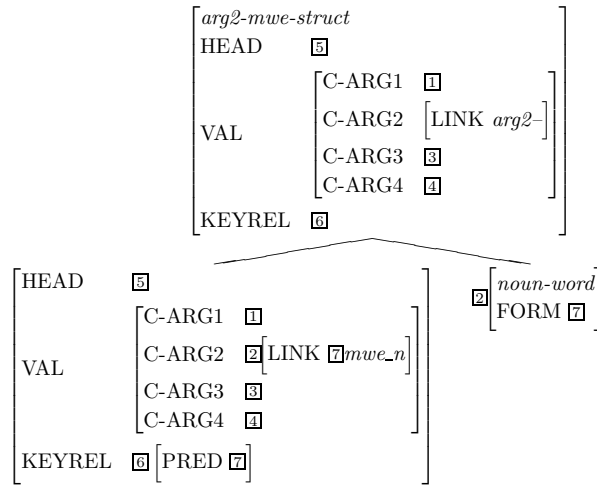 arg2-mwe-struct
HEAD 5
VAL
C-ARG1 1
C-ARG2 [LINK arg2–]
C-ARG3 3
C-ARG4 4
KEYREL 6
HEAD 5
VAL
C-ARG1 1
C-ARG2 2[LINK 7mwe_n]
C-ARG3 3
C-ARG4 4
KEYREL 6 [PRED 7]
2 noun-word
FORM 7